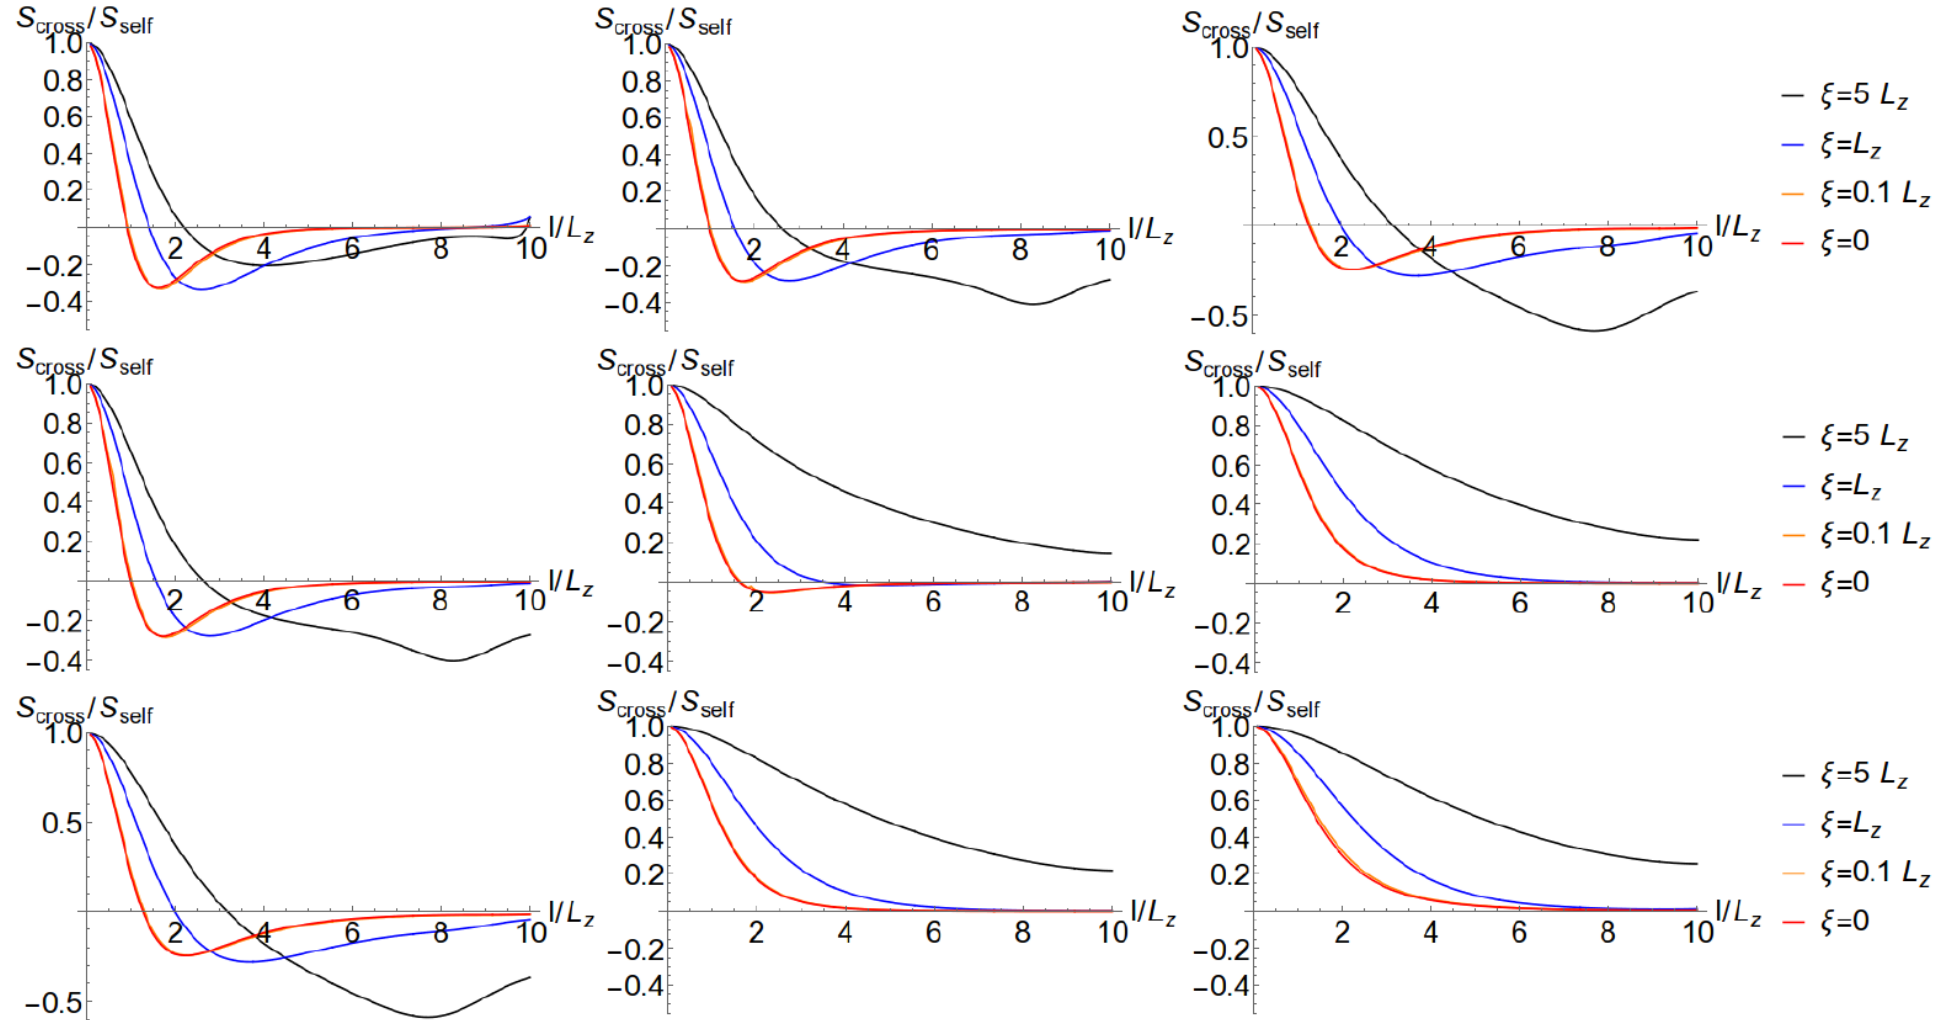 S_cross/S_self S_cross/S_self S_cross/S_self
1.0 1.0 1.0
0.8 0.8
0.6 0.6 0.5
0.4 0.4
0.2 0.2
2 4 6 8 10 l/L_z 2 4 6 8 10 l/L_z 2 4 6 8 10 l/L_z
−0.2 −0.2
−0.4 −0.4 −0.5
ξ=5 L_z
ξ=L_z
ξ=0.1 L_z
ξ=0
S_cross/S_self S_cross/S_self S_cross/S_self
1.0 1.0 1.0
0.8 0.8 0.8
0.6 0.6 0.6
0.4 0.4 0.4
0.2 0.2 0.2
2 4 6 8 10 l/L_z 2 4 6 8 10 l/L_z 2 4 6 8 10 l/L_z
−0.2 −0.2 −0.2
−0.4 −0.4 −0.4
ξ=5 L_z
ξ=L_z
ξ=0.1 L_z
ξ=0
S_cross/S_self S_cross/S_self S_cross/S_self
1.0 1.0 1.0
0.8 0.8
0.5 0.6 0.6
0.4 0.4
0.2 0.2
2 4 6 8 10 l/L_z 2 4 6 8 10 l/L_z 2 4 6 8 10 l/L_z
−0.2 −0.2
−0.5 −0.4 −0.4
ξ=5 L_z
ξ=L_z
ξ=0.1 L_z
ξ=0